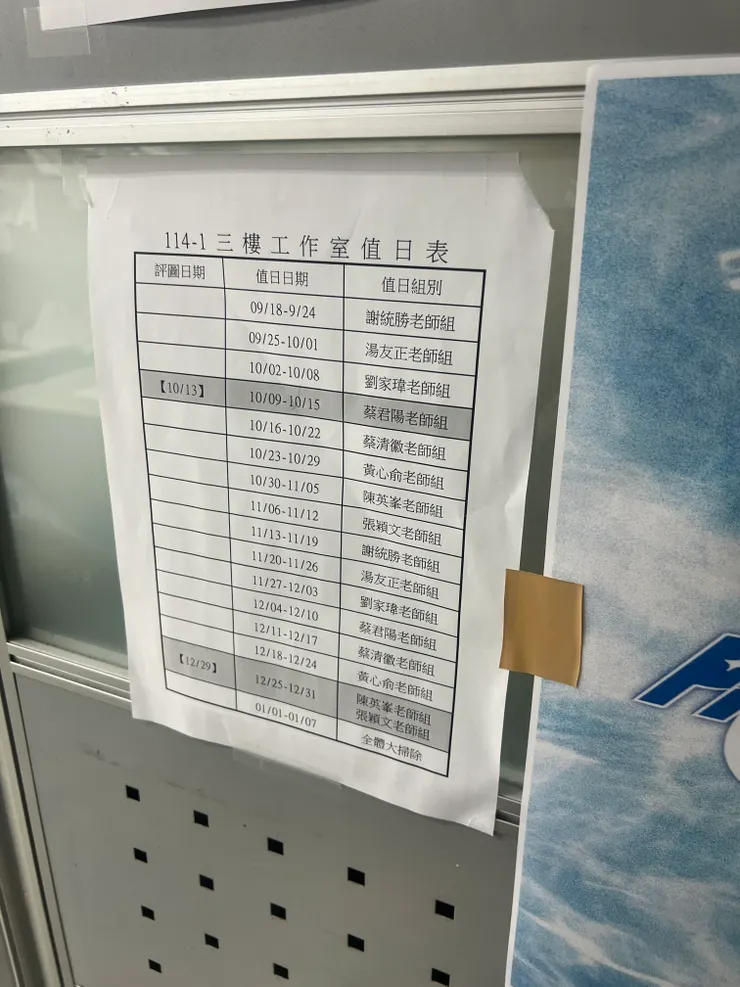 114-1 三樓工作室值日表
評圖日期 值日日期 值日組別
09/18-9/24 謝統勝老師組
09/25-10/01 湯友正老師組
10/02-10/08 劉家瑋老師組
【10/13】 10/09-10/15 蔡君陽老師組
10/16-10/22 蔡清徽老師組
10/23-10/29 黃心俞老師組
10/30-11/05 陳英峯老師組
11/06-11/12 張穎文老師組
11/13-11/19 謝統勝老師組
11/20-11/26 湯友正老師組
11/27-12/03 劉家瑋老師組
12/04-12/10 蔡君陽老師組
12/11-12/17 蔡清徽老師組
12/18-12/24 黃心俞老師組
【12/29】 12/25-12/31 陳英峯老師組
張穎文老師組
01/01-01/07 全體大掃除